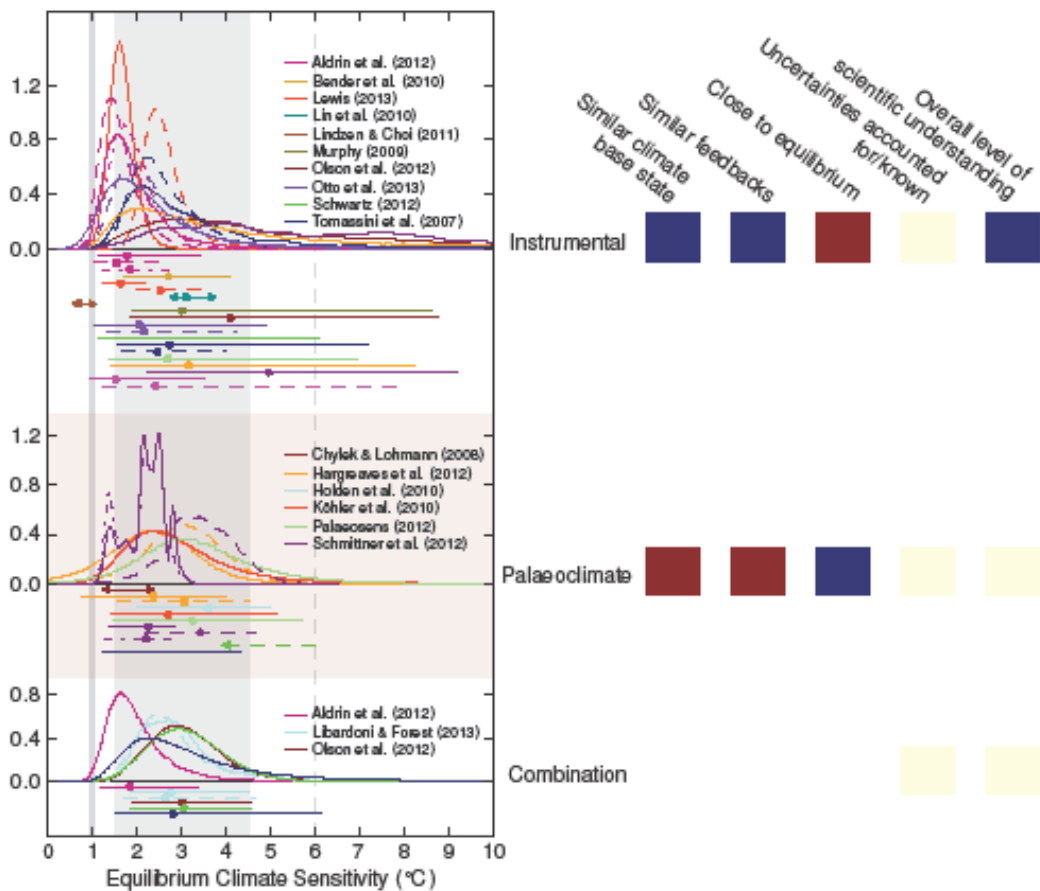 1.2
0.8
0.4
0.0
Aldrin et al. (2012)
Bender et al. (2010)
Lewis (2013)
Lin et al. (2010)
Lindzen & Choi (2011)
Murphy (2009)
Olson et al. (2012)
Otto et al. (2013)
Schwartz (2012)
Tomassini et al. (2007)
Similar climate
base state
Similar feedbacks
Close to equilibrium
Uncertainties accounted
for/known
Overall level of
scientific understanding
Instrumental
1.2
0.8
0.4
0.0
Chylek & Lohmann (2008)
Hargreaves et al. (2012)
Holden et al. (2010)
Köhler et al. (2010)
Palaeosens (2012)
Schmittner et al. (2012)
Palaeoclimate
0.8
0.4
0.0
Aldrin et al. (2012)
Libardoni & Forest (2013)
Olson et al. (2012)
Combination
0 1 2 3 4 5 6 7 8 9 10
Equilibrium Climate Sensitivity (°C)